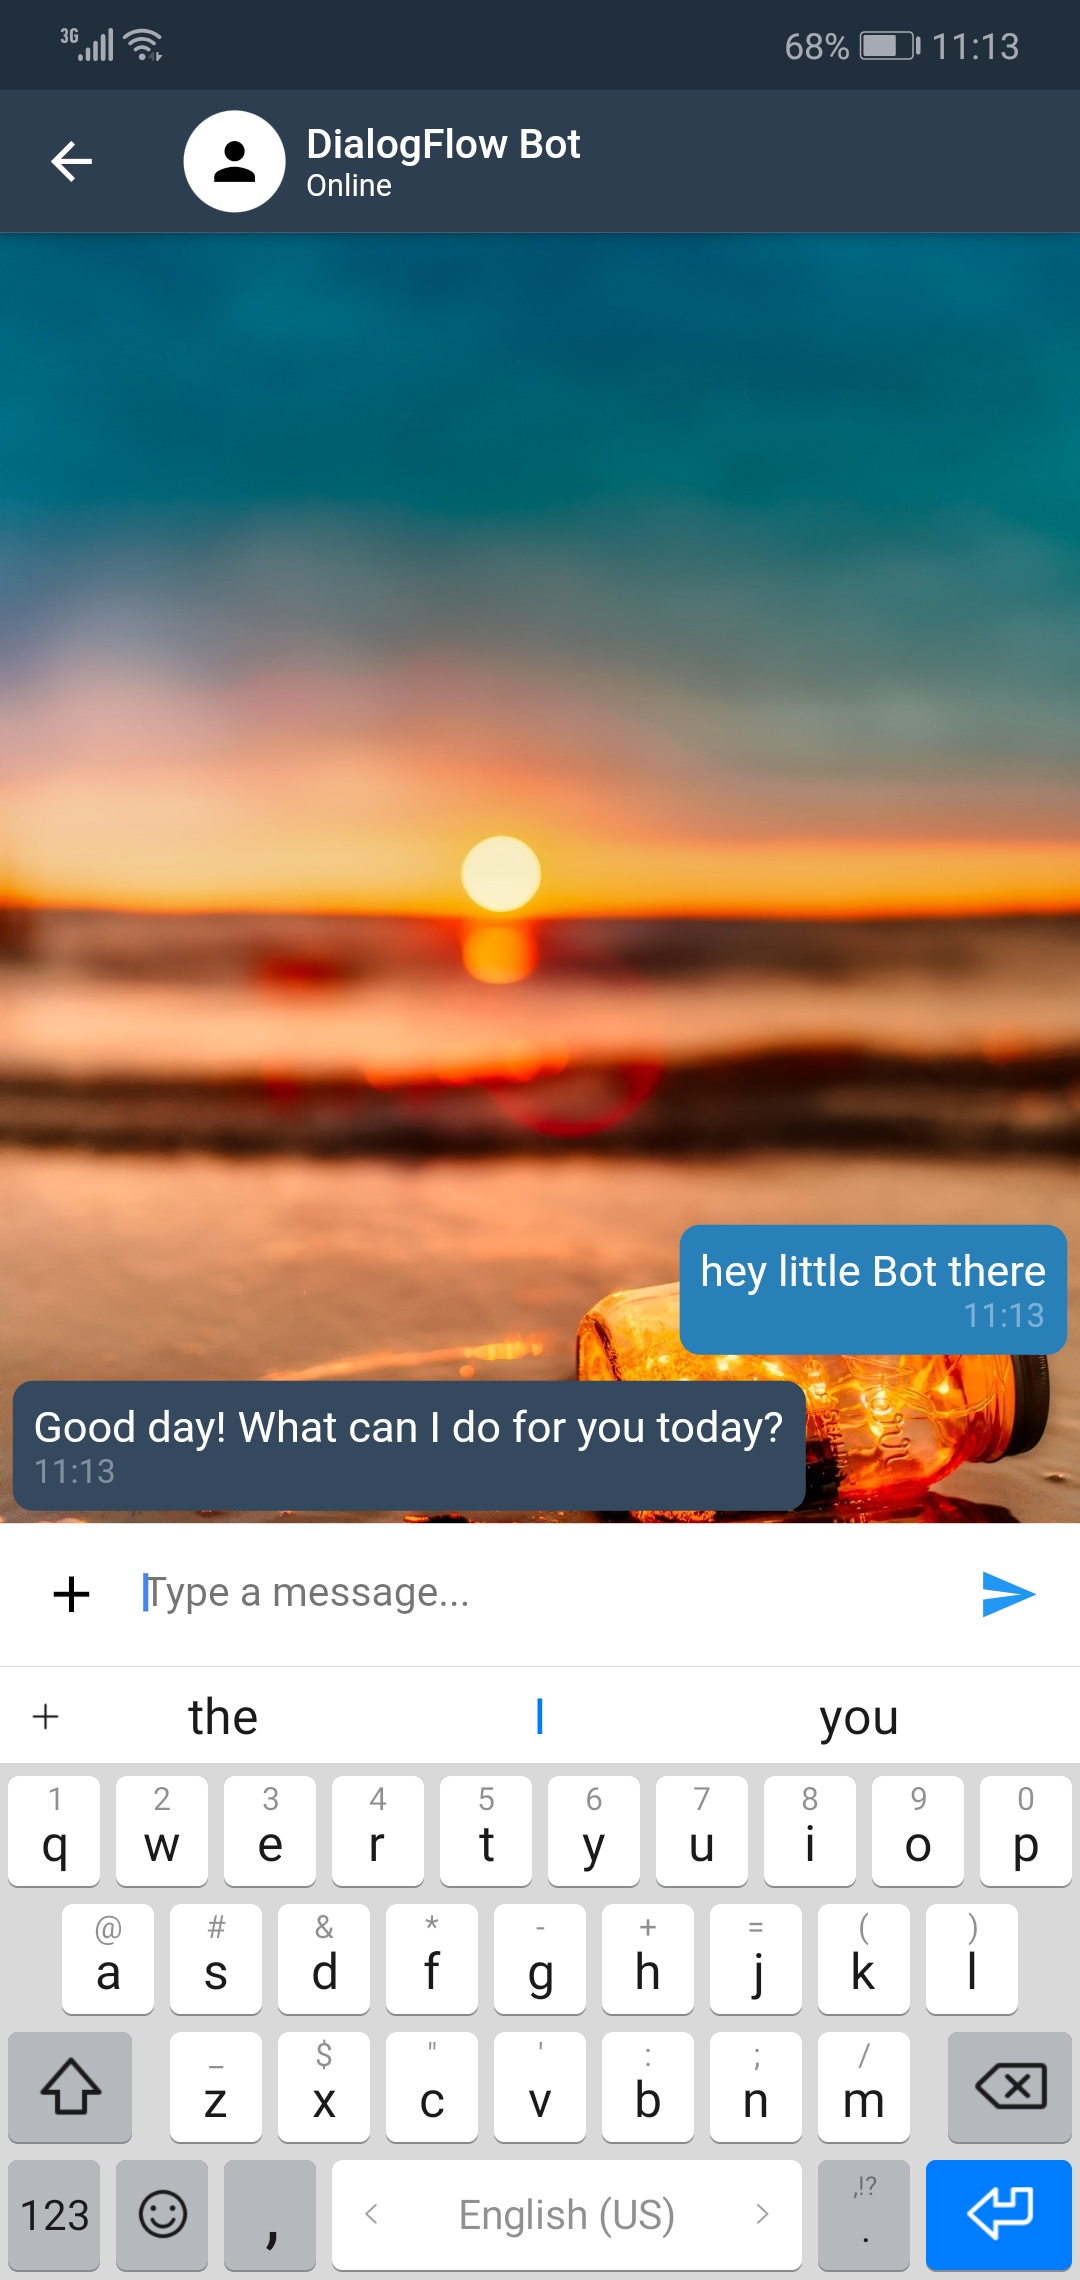 3G 68% 11:13
DialogFlow Bot
Online
hey little Bot there
11:13
Good day! What can I do for you today?
11:13
Type a message...
the I you
1 2 3 4 5 6 7 8 9 0
q w e r t y u i o p
@ # & * - + = ( )
a s d f g h j k l
_ $ " ' : ; /
z x c v b n m
,!?
123 , < English (US) > .